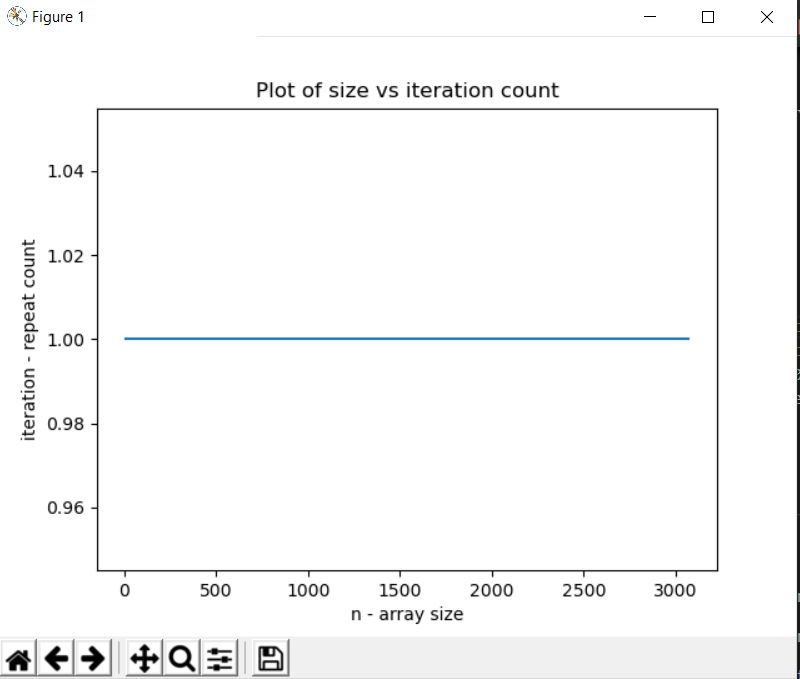 Figure 1
Plot of size vs iteration count
1.04
1.02
1.00
0.98
0.96
iteration - repeat count
0 500 1000 1500 2000 2500 3000
n - array size